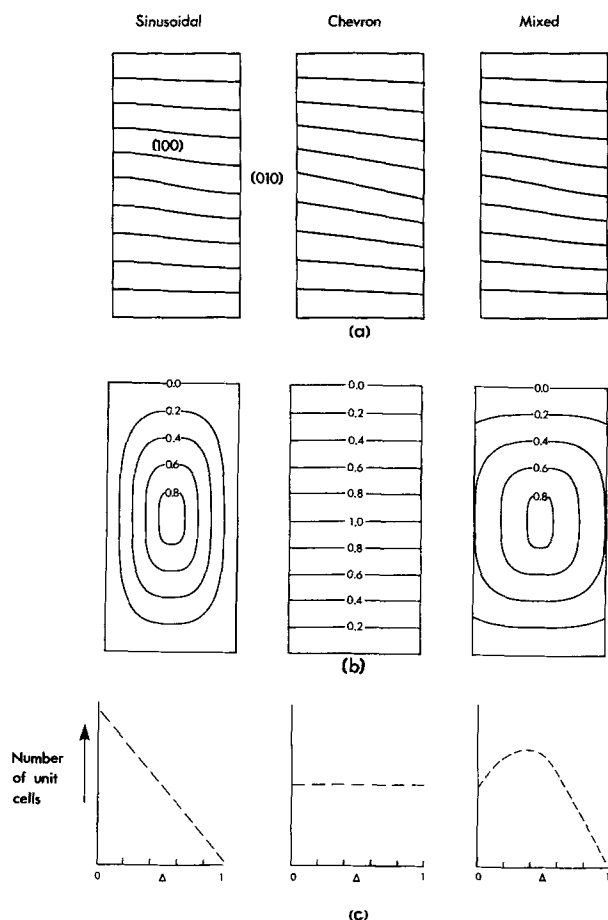 Sinusoidal Chevron Mixed
(100)
(010)
(a)
0.0 0.0 0.0
0.2 0.2 0.2
0.4 0.4 0.4
0.6 0.6 0.6
0.8 0.8 0.8
1.0
0.8
0.6
0.4
0.2
(b)
Number
of unit
cells
0 Δ 1 0 Δ 1 0 Δ 1
(c)